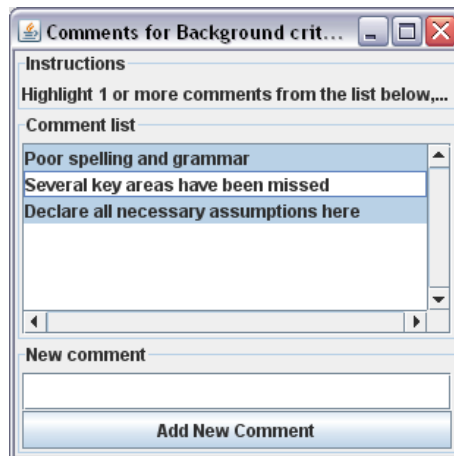 Comments for Background crit...
Instructions
Highlight 1 or more comments from the list below,...
Comment list
Poor spelling and grammar
Several key areas have been missed
Declare all necessary assumptions here
New comment
Add New Comment